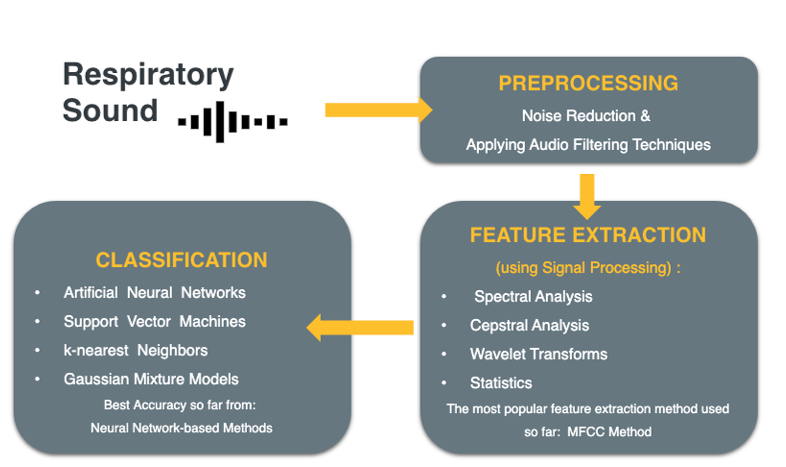 Respiratory
Sound
PREPROCESSING
Noise Reduction &
Applying Audio Filtering Techniques
FEATURE EXTRACTION
(using Signal Processing) :
• Spectral Analysis
• Cepstral Analysis
• Wavelet Transforms
• Statistics
The most popular feature extraction method used
so far: MFCC Method
CLASSIFICATION
• Artificial Neural Networks
• Support Vector Machines
• k-nearest Neighbors
• Gaussian Mixture Models
Best Accuracy so far from:
Neural Network-based Methods